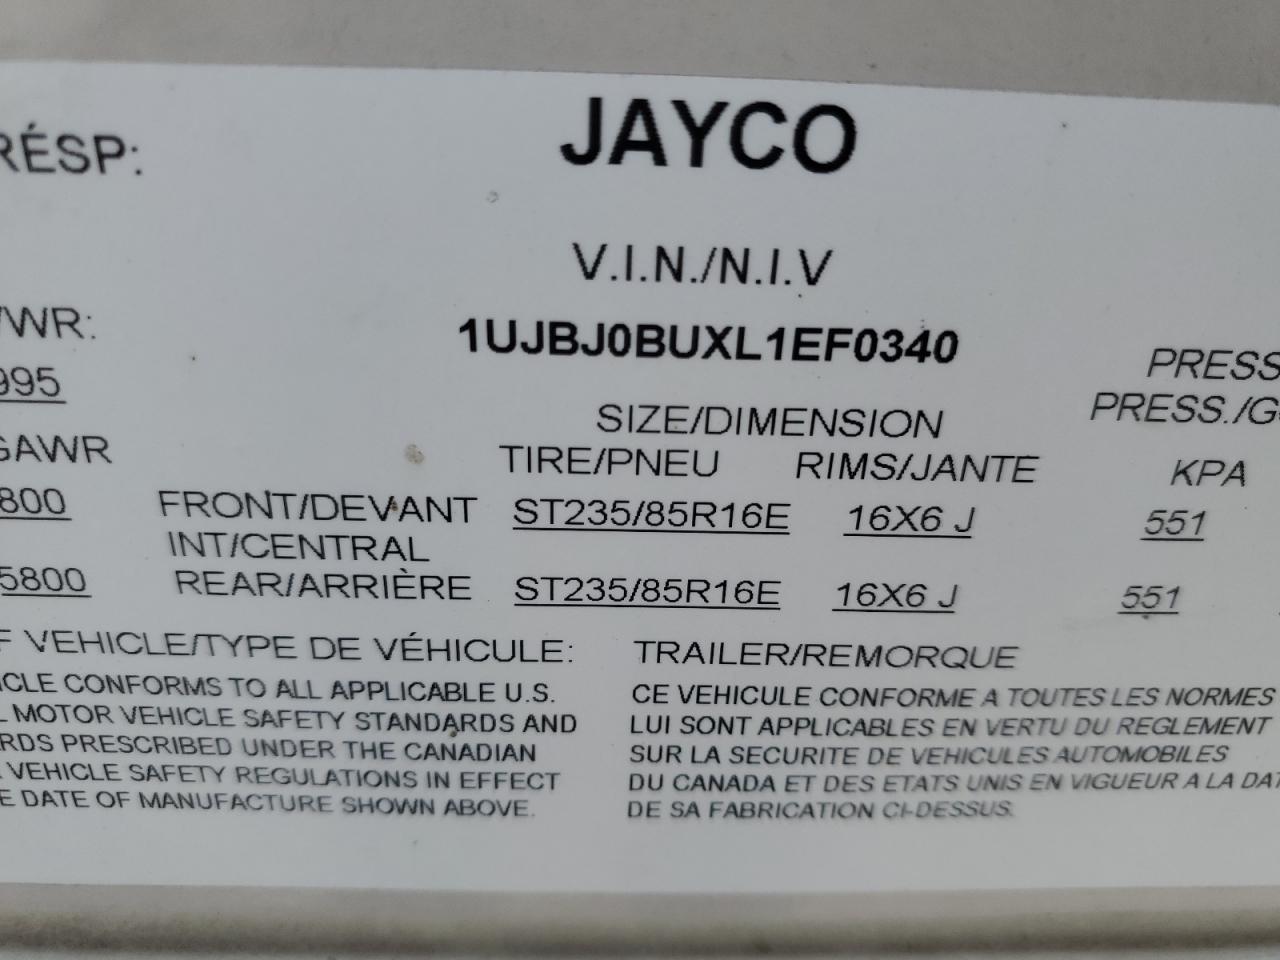 JAYCO
RÉSP:
V.I.N./N.I.V
1UJBJ0BUXL1EF0340
WR:
995
SIZE/DIMENSION
PRESS
TIRE/PNEU RIMS/JANTE
PRESS./G
GAWR
KPA
800 FRONT/DEVANT ST235/85R16E 16X6 J 551
INT/CENTRAL
5800 REAR/ARRIÈRE ST235/85R16E 16X6 J 551
F VEHICLE/TYPE DE VÉHICULE: TRAILER/REMORQUE
ICLE CONFORMS TO ALL APPLICABLE U.S.
L MOTOR VEHICLE SAFETY STANDARDS AND
RDS PRESCRIBED UNDER THE CANADIAN
VEHICLE SAFETY REGULATIONS IN EFFECT
E DATE OF MANUFACTURE SHOWN ABOVE.
CE VEHICULE CONFORME A TOUTES LES NORMES
LUI SONT APPLICABLES EN VERTU DU REGLEMENT
SUR LA SECURITE DE VEHICULES AUTOMOBILES
DU CANADA ET DES ETATS UNIS EN VIGUEUR A LA DAT
DE SA FABRICATION CI-DESSUS.